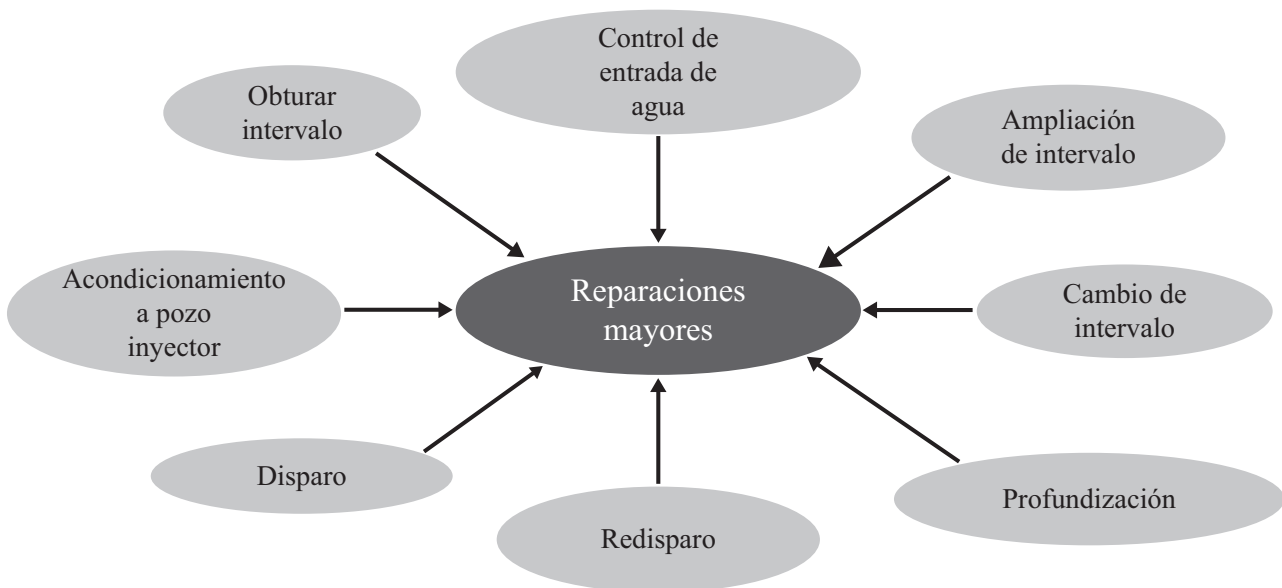 Control de
entrada de
agua
Obturar
intervalo
Ampliación
de intervalo
Acondicionamiento
a pozo
inyector
Reparaciones
mayores
Cambio de
intervalo
Disparo
Redisparo
Profundización